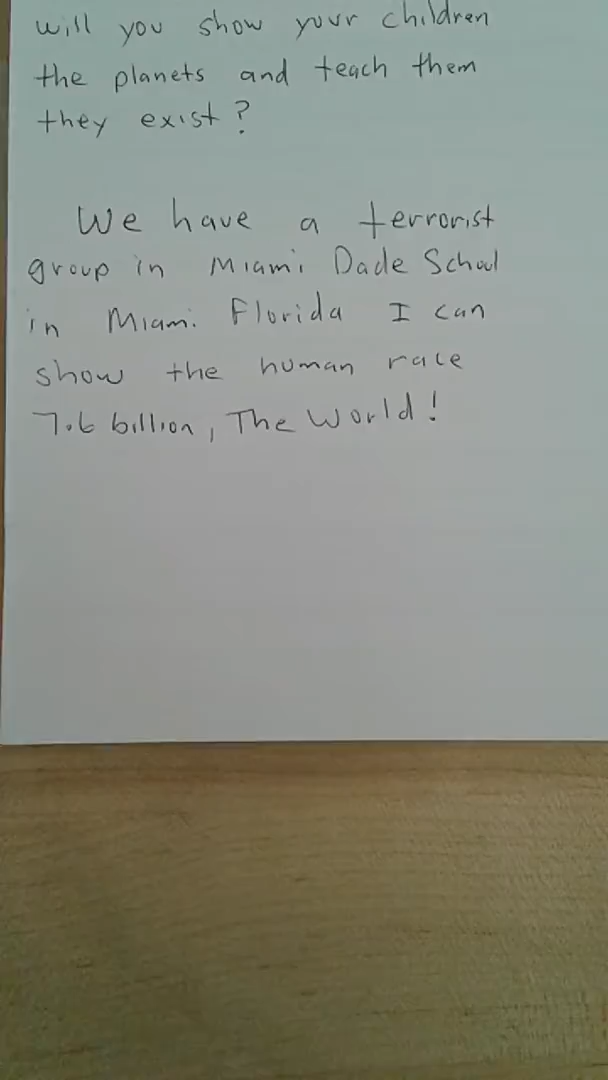 will you show your children
the planets and teach them
they exist?
We have a terrorist
group in Miami Dade School
in Miami Florida I can
show the human race
7.6 billion, The World!